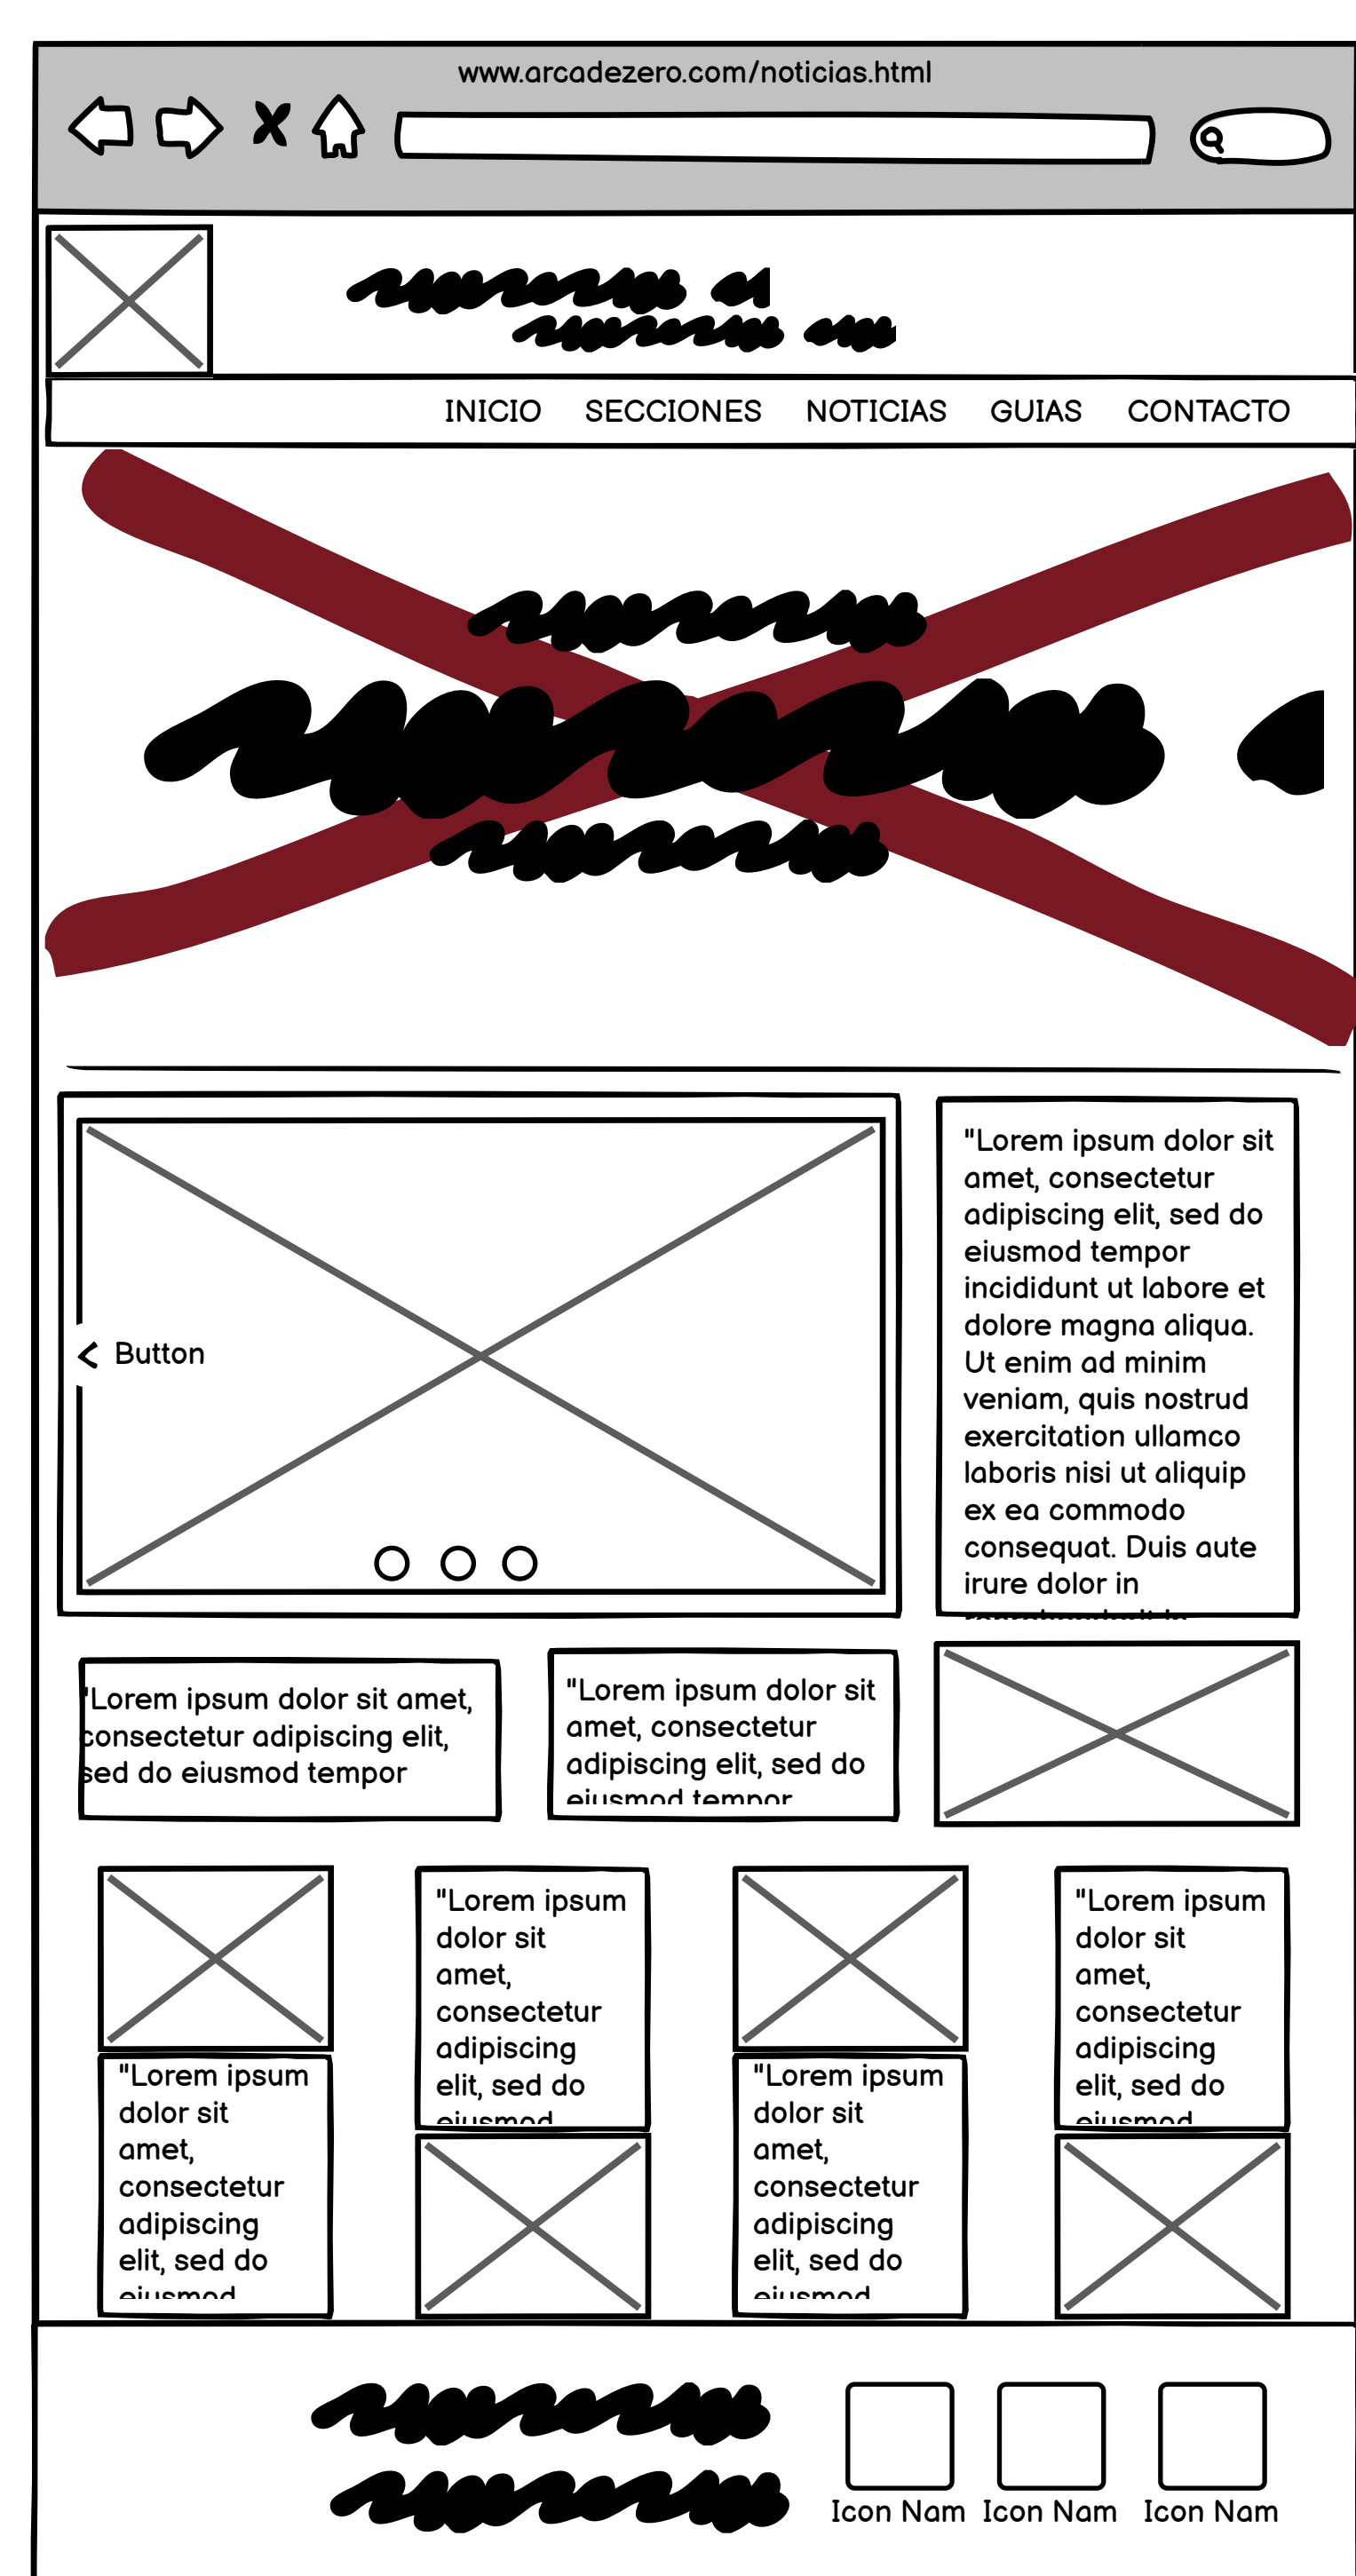 www.arcadezero.com/noticias.html
INICIO SECCIONES NOTICIAS GUIAS CONTACTO
"Lorem ipsum dolor sit
amet, consectetur
adipiscing elit, sed do
eiusmod tempor
incididunt ut labore et
dolore magna aliqua.
Ut enim ad minim
veniam, quis nostrud
exercitation ullamco
laboris nisi ut aliquip
ex ea commodo
consequat. Duis aute
irure dolor in
Button
"Lorem ipsum dolor sit amet,
consectetur adipiscing elit,
sed do eiusmod tempor
"Lorem ipsum dolor sit
amet, consectetur
adipiscing elit, sed do
eiusmod tempor
"Lorem ipsum
dolor sit
amet,
consectetur
adipiscing
elit, sed do
eiusmod
"Lorem ipsum
dolor sit
amet,
consectetur
adipiscing
elit, sed do
eiusmod
"Lorem ipsum
dolor sit
amet,
consectetur
adipiscing
elit, sed do
eiusmod
"Lorem ipsum
dolor sit
amet,
consectetur
adipiscing
elit, sed do
eiusmod
Icon Nam Icon Nam Icon Nam